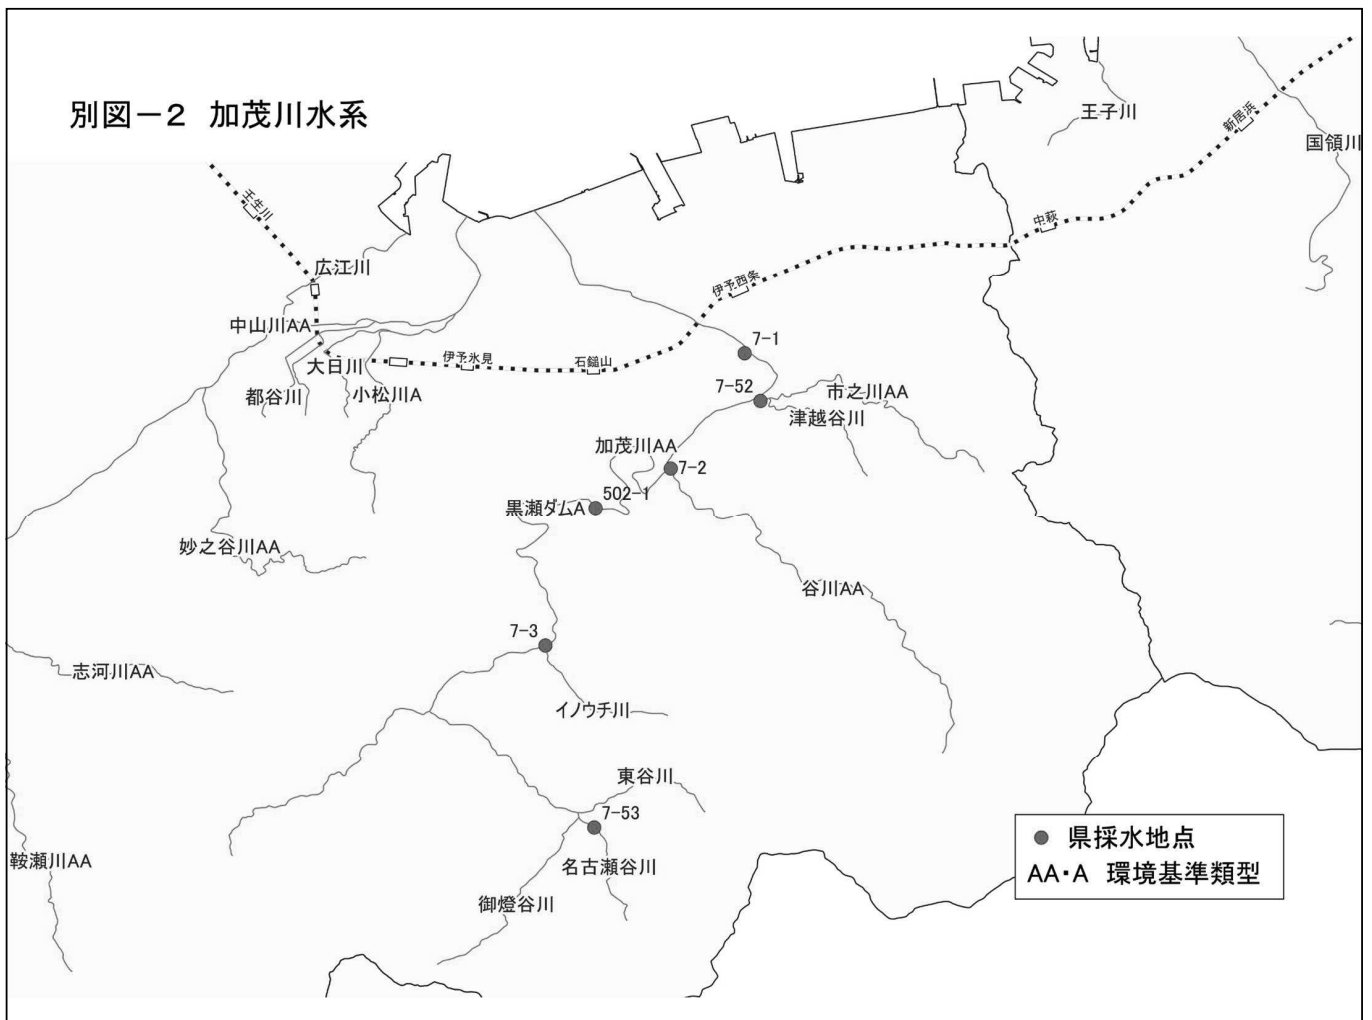 別図－2 加茂川水系
王子川
新居浜
国領川
壬生川
中萩
広江川
伊予西条
中山川AA
7-1
大日川
伊予氷見
石鎚山
都谷川
小松川A
7-52
市之川AA
津越谷川
加茂川AA
7-2
502-1
黒瀬ダムA
妙之谷川AA
谷川AA
7-3
志河川AA
イノウチ川
東谷川
7-53
鞍瀬川AA
名古瀬谷川
御燈谷川
● 県採水地点
AA・A 環境基準類型